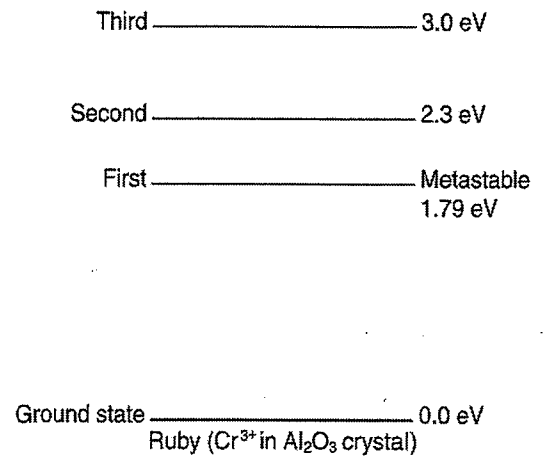 Third 3.0 eV
Second 2.3 eV
First Metastable
1.79 eV
Ground state 0.0 eV
Ruby (Cr³⁺ in Al₂O₃ crystal)